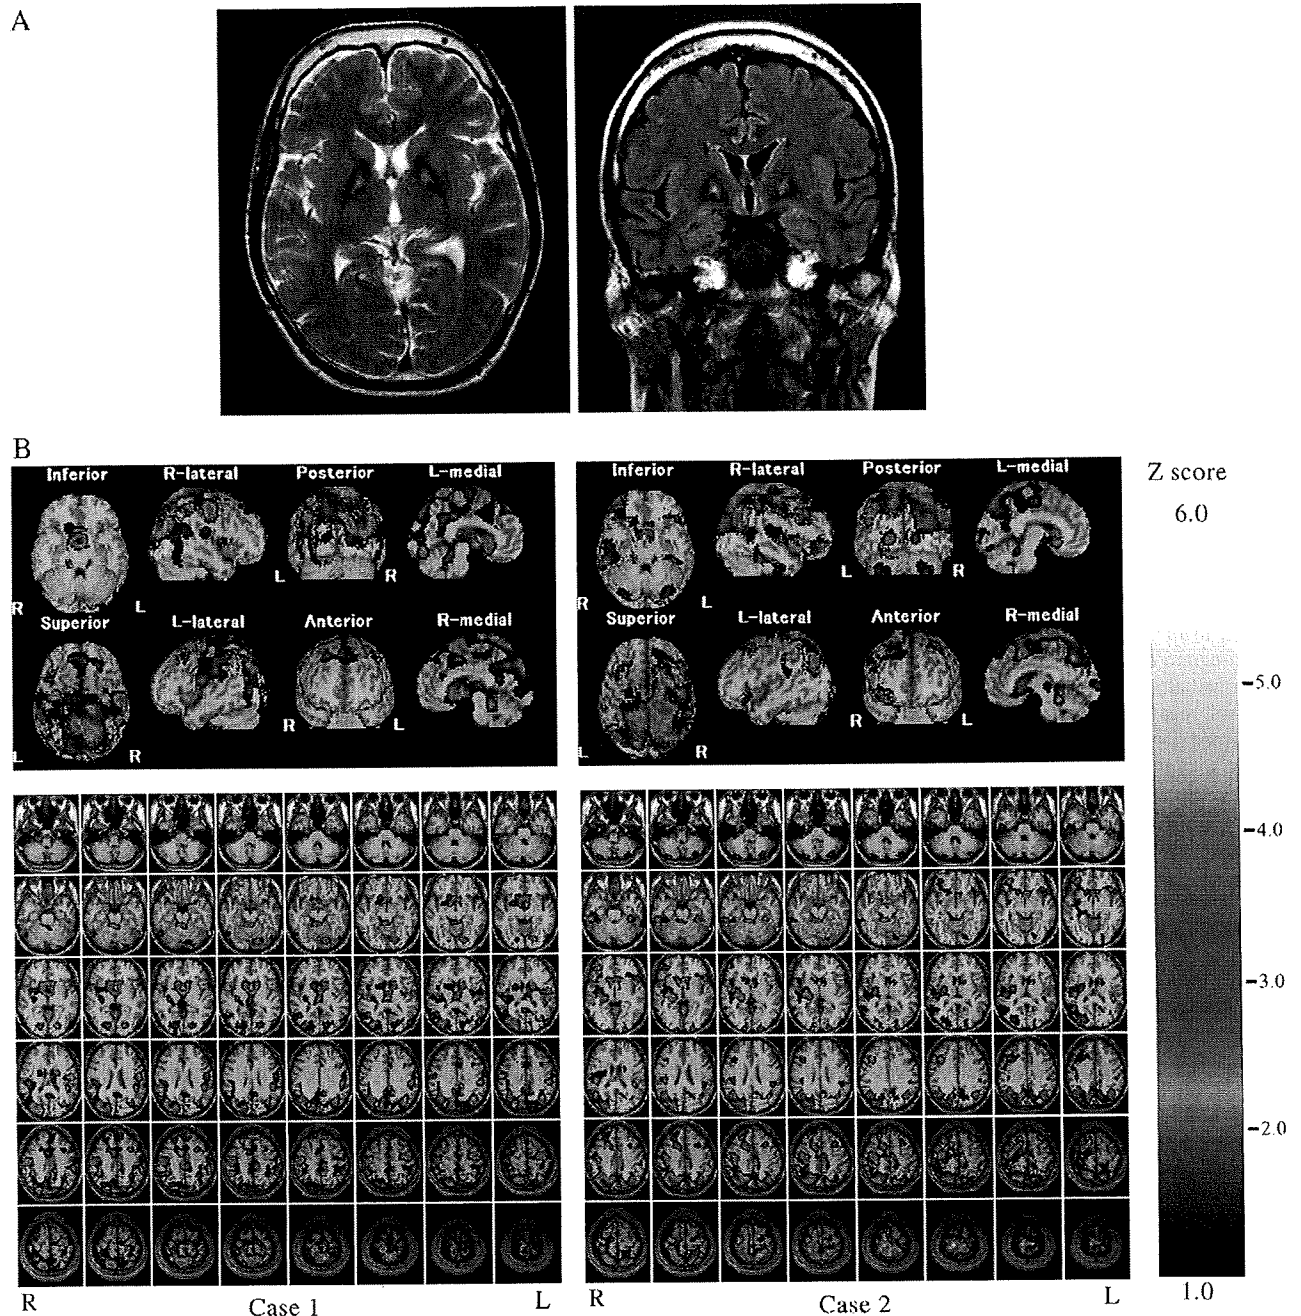 A
B
Inferior R-lateral Posterior L-medial
L R
R L
Superior L-lateral Anterior R-medial
R L
L R
Inferior R-lateral Posterior L-medial
L R
R L
Superior L-lateral Anterior R-medial
R L
L R
Z score
6.0
5.0
4.0
3.0
2.0
1.0
R Case 1 L
R Case 2 L